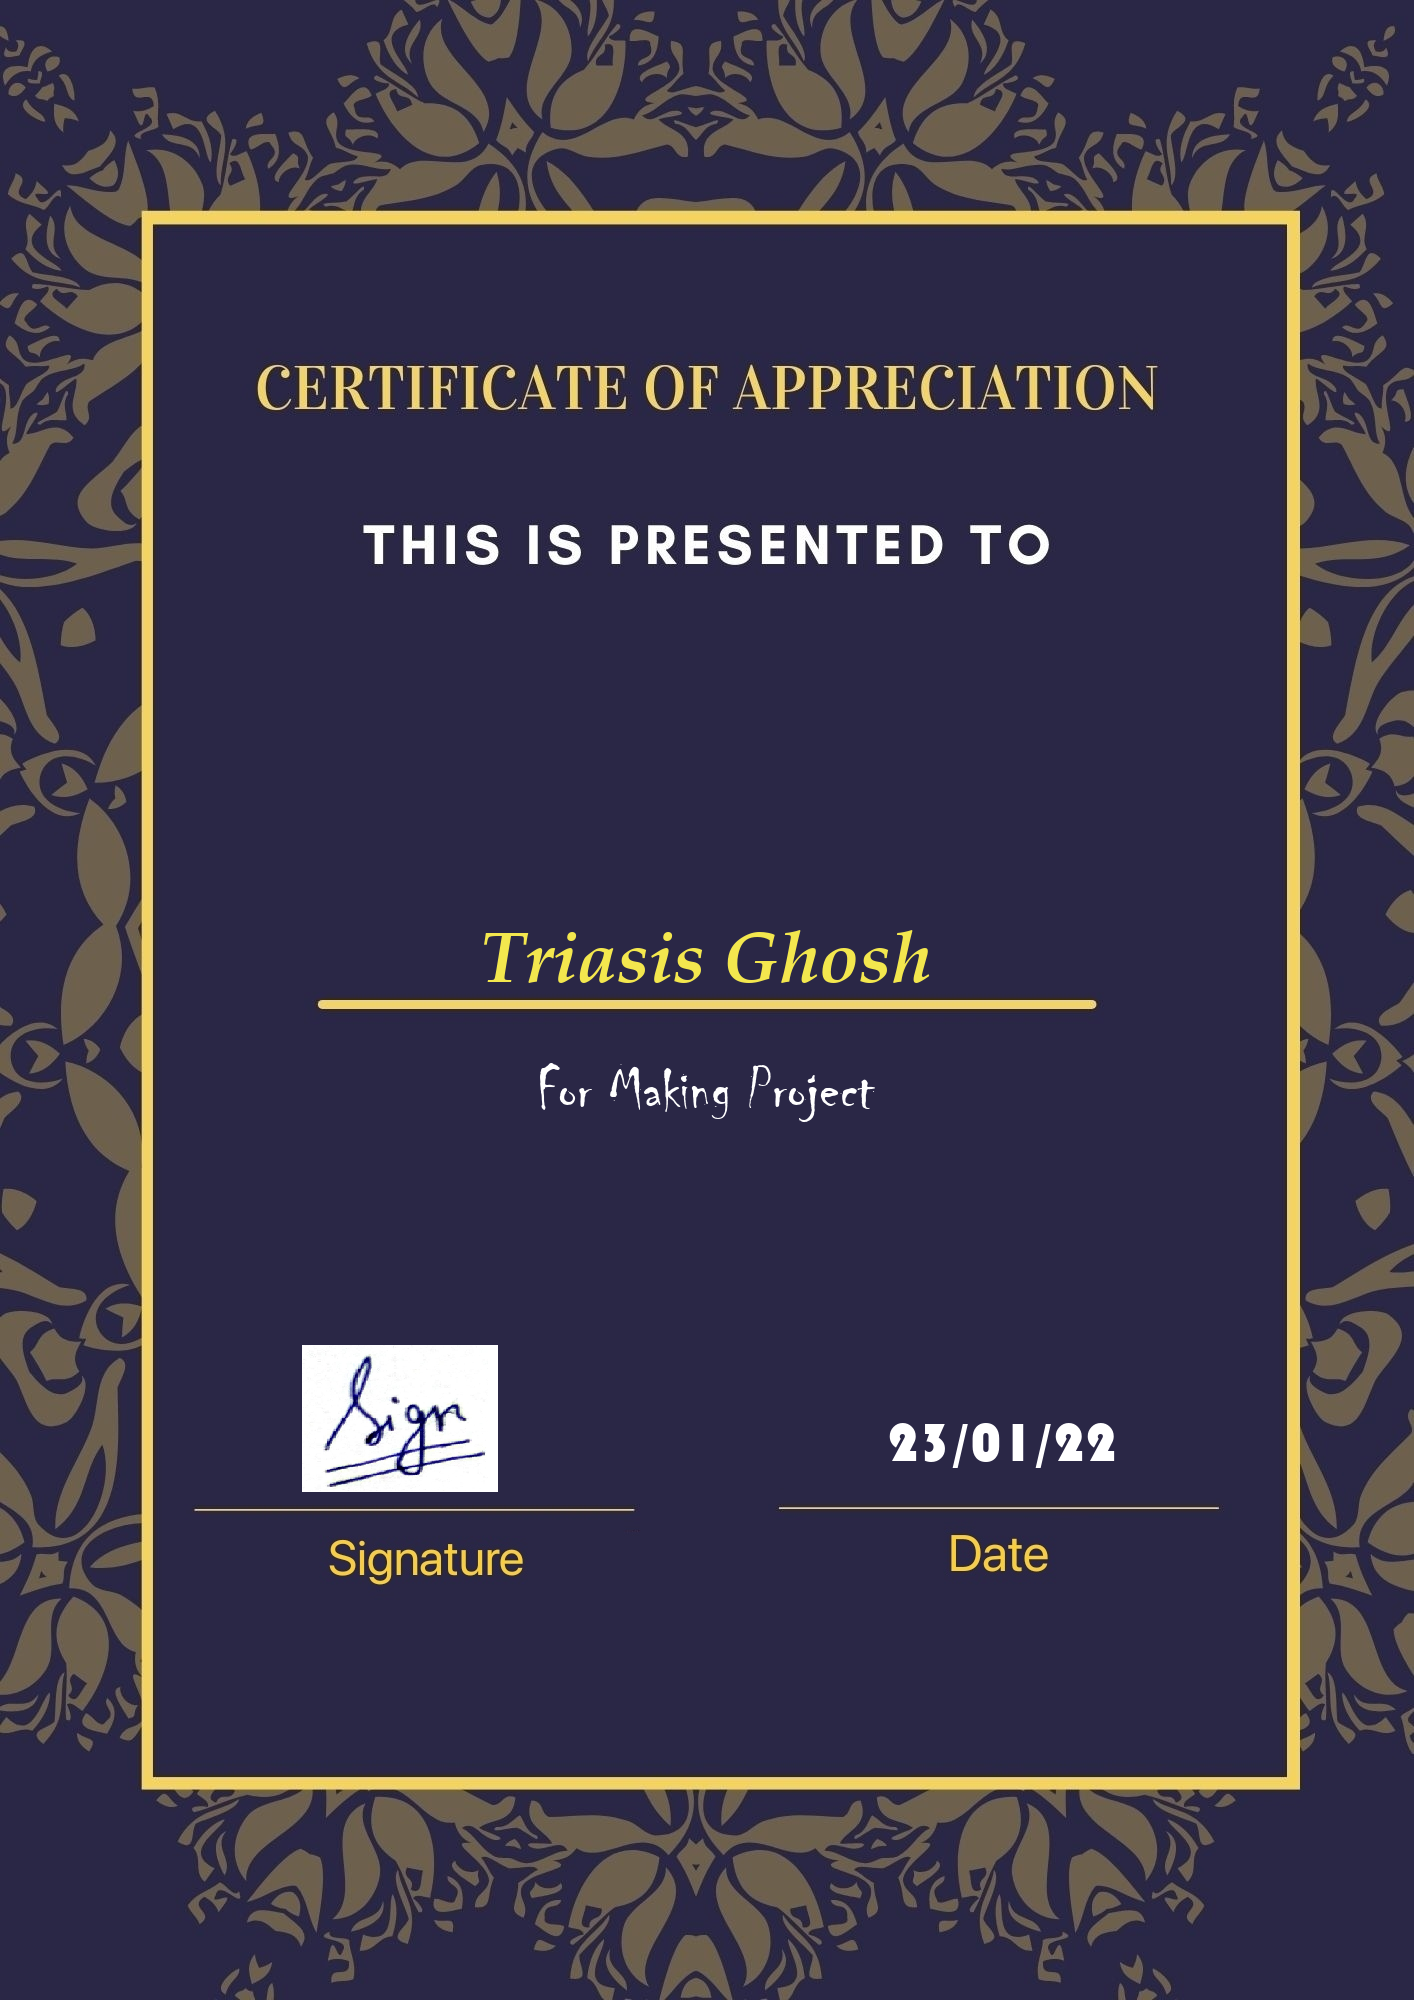 CERTIFICATE OF APPRECIATION
THIS IS PRESENTED TO
Triasis Ghosh
For Making Project
Sign
23/01/22
Signature
Date